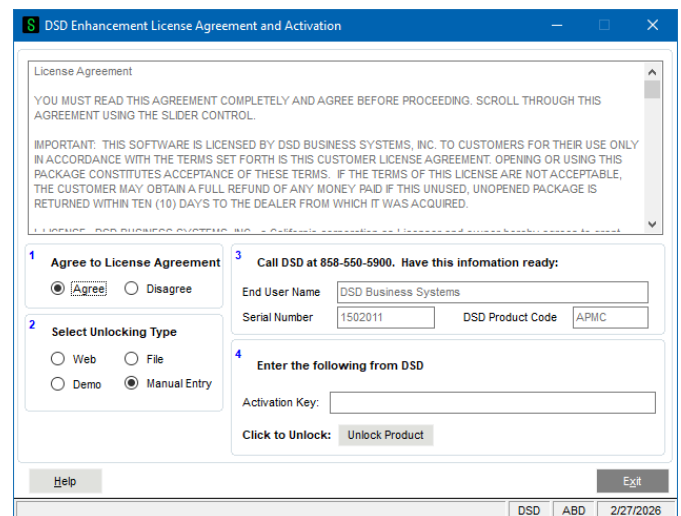 S DSD Enhancement License Agreement and Activation
License Agreement
YOU MUST READ THIS AGREEMENT COMPLETELY AND AGREE BEFORE PROCEEDING. SCROLL THROUGH THIS
AGREEMENT USING THE SLIDER CONTROL.
IMPORTANT: THIS SOFTWARE IS LICENSED BY DSD BUSINESS SYSTEMS, INC. TO CUSTOMERS FOR THEIR USE ONLY
IN ACCORDANCE WITH THE TERMS SET FORTH IS THIS CUSTOMER LICENSE AGREEMENT. OPENING OR USING THIS
PACKAGE CONSTITUTES ACCEPTANCE OF THESE TERMS. IF THE TERMS OF THIS LICENSE ARE NOT ACCEPTABLE,
THE CUSTOMER MAY OBTAIN A FULL REFUND OF ANY MONEY PAID IF THIS UNUSED, UNOPENED PACKAGE IS
RETURNED WITHIN TEN (10) DAYS TO THE DEALER FROM WHICH IT WAS ACQUIRED.
1 Agree to License Agreement
Agree Disagree
2 Select Unlocking Type
Web File
Demo Manual Entry
3 Call DSD at 858-550-5900. Have this infomation ready:
End User Name DSD Business Systems
Serial Number 1502011 DSD Product Code APMC
4 Enter the following from DSD
Activation Key:
Click to Unlock: Unlock Product
Help Exit
DSD ABD 2/27/2026